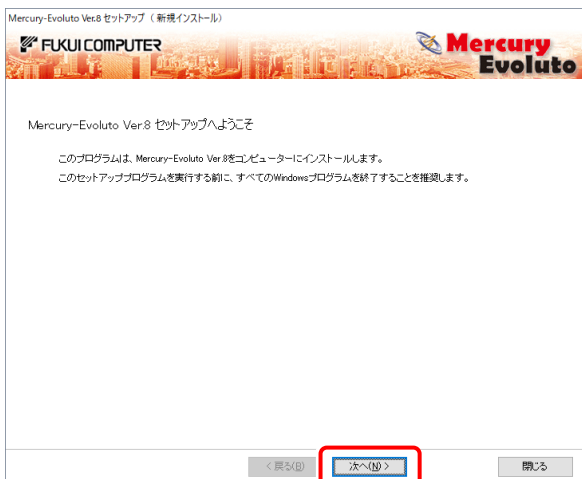 Mercury-Evoluto Ver.8 セットアップ（ 新規インストール）
FUKUI COMPUTER
Mercury
Evoluto
Mercury-Evoluto Ver.8 セットアップへようこそ
このプログラムは、Mercury-Evoluto Ver.8をコンピューターにインストールします。
このセットアッププログラムを実行する前に、すべてのWindowsプログラムを終了することを推奨します。
< 戻る(B) 次へ(N) > 閉じる